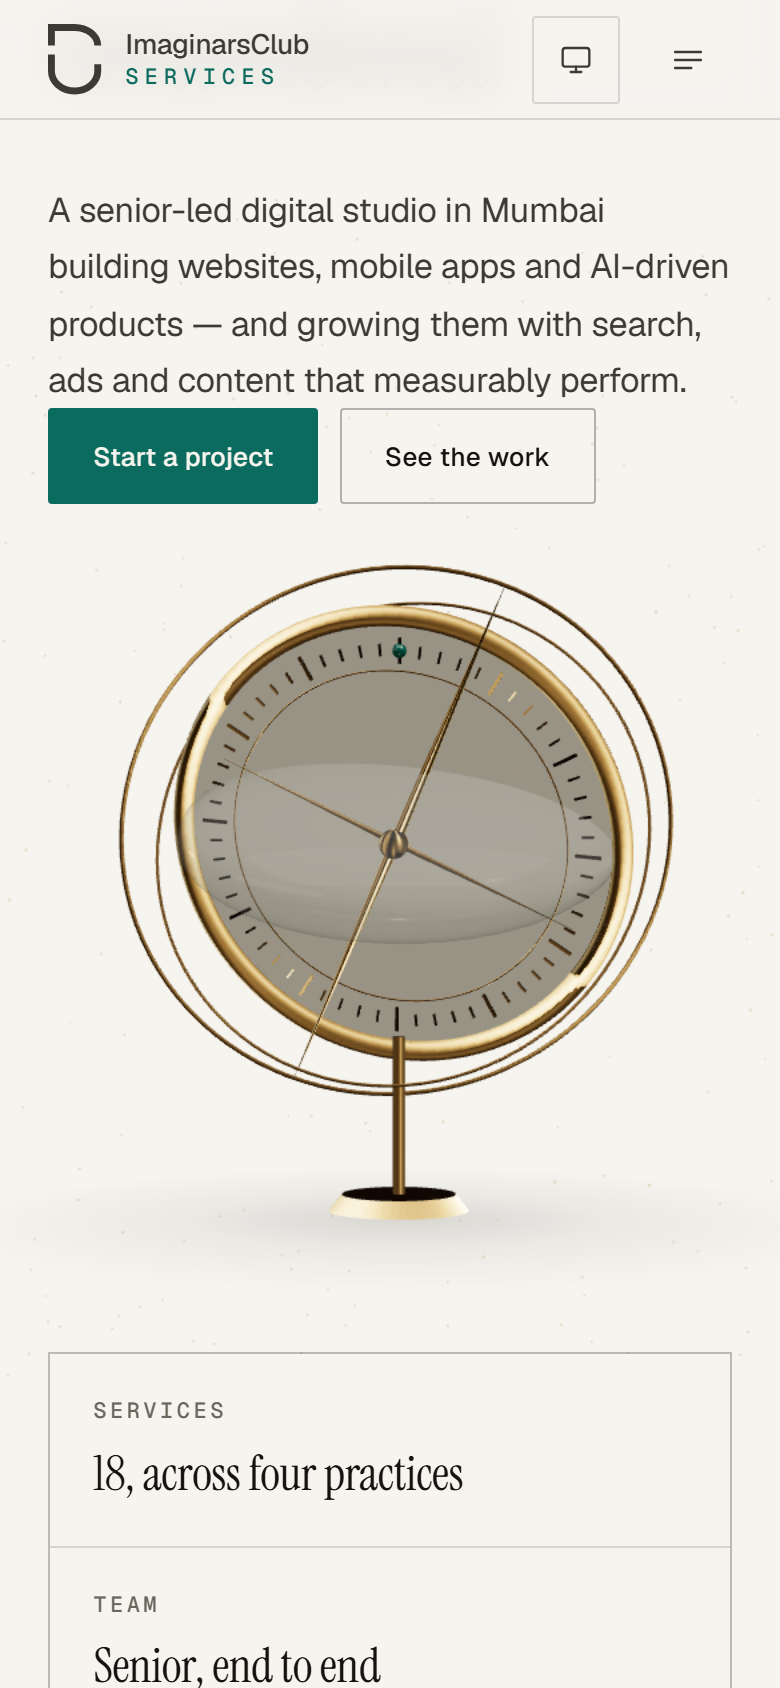 ImaginarsClub
SERVICES
A senior-led digital studio in Mumbai
building websites, mobile apps and AI-driven
products — and growing them with search,
ads and content that measurably perform.
Start a project
See the work
SERVICES
18, across four practices
TEAM
Senior, end to end